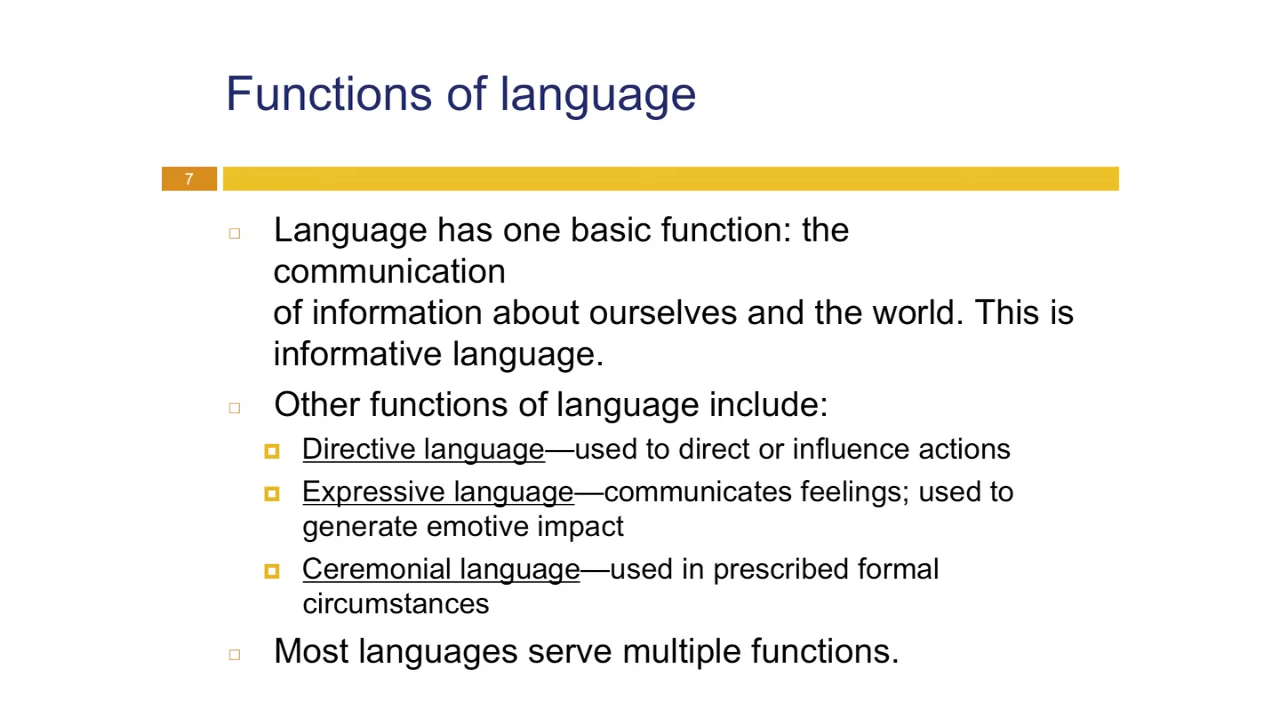 Functions of language
7
Language has one basic function: the
communication
of information about ourselves and the world. This is
informative language.
Other functions of language include:
Directive language—used to direct or influence actions
Expressive language—communicates feelings; used to
generate emotive impact
Ceremonial language—used in prescribed formal
circumstances
Most languages serve multiple functions.